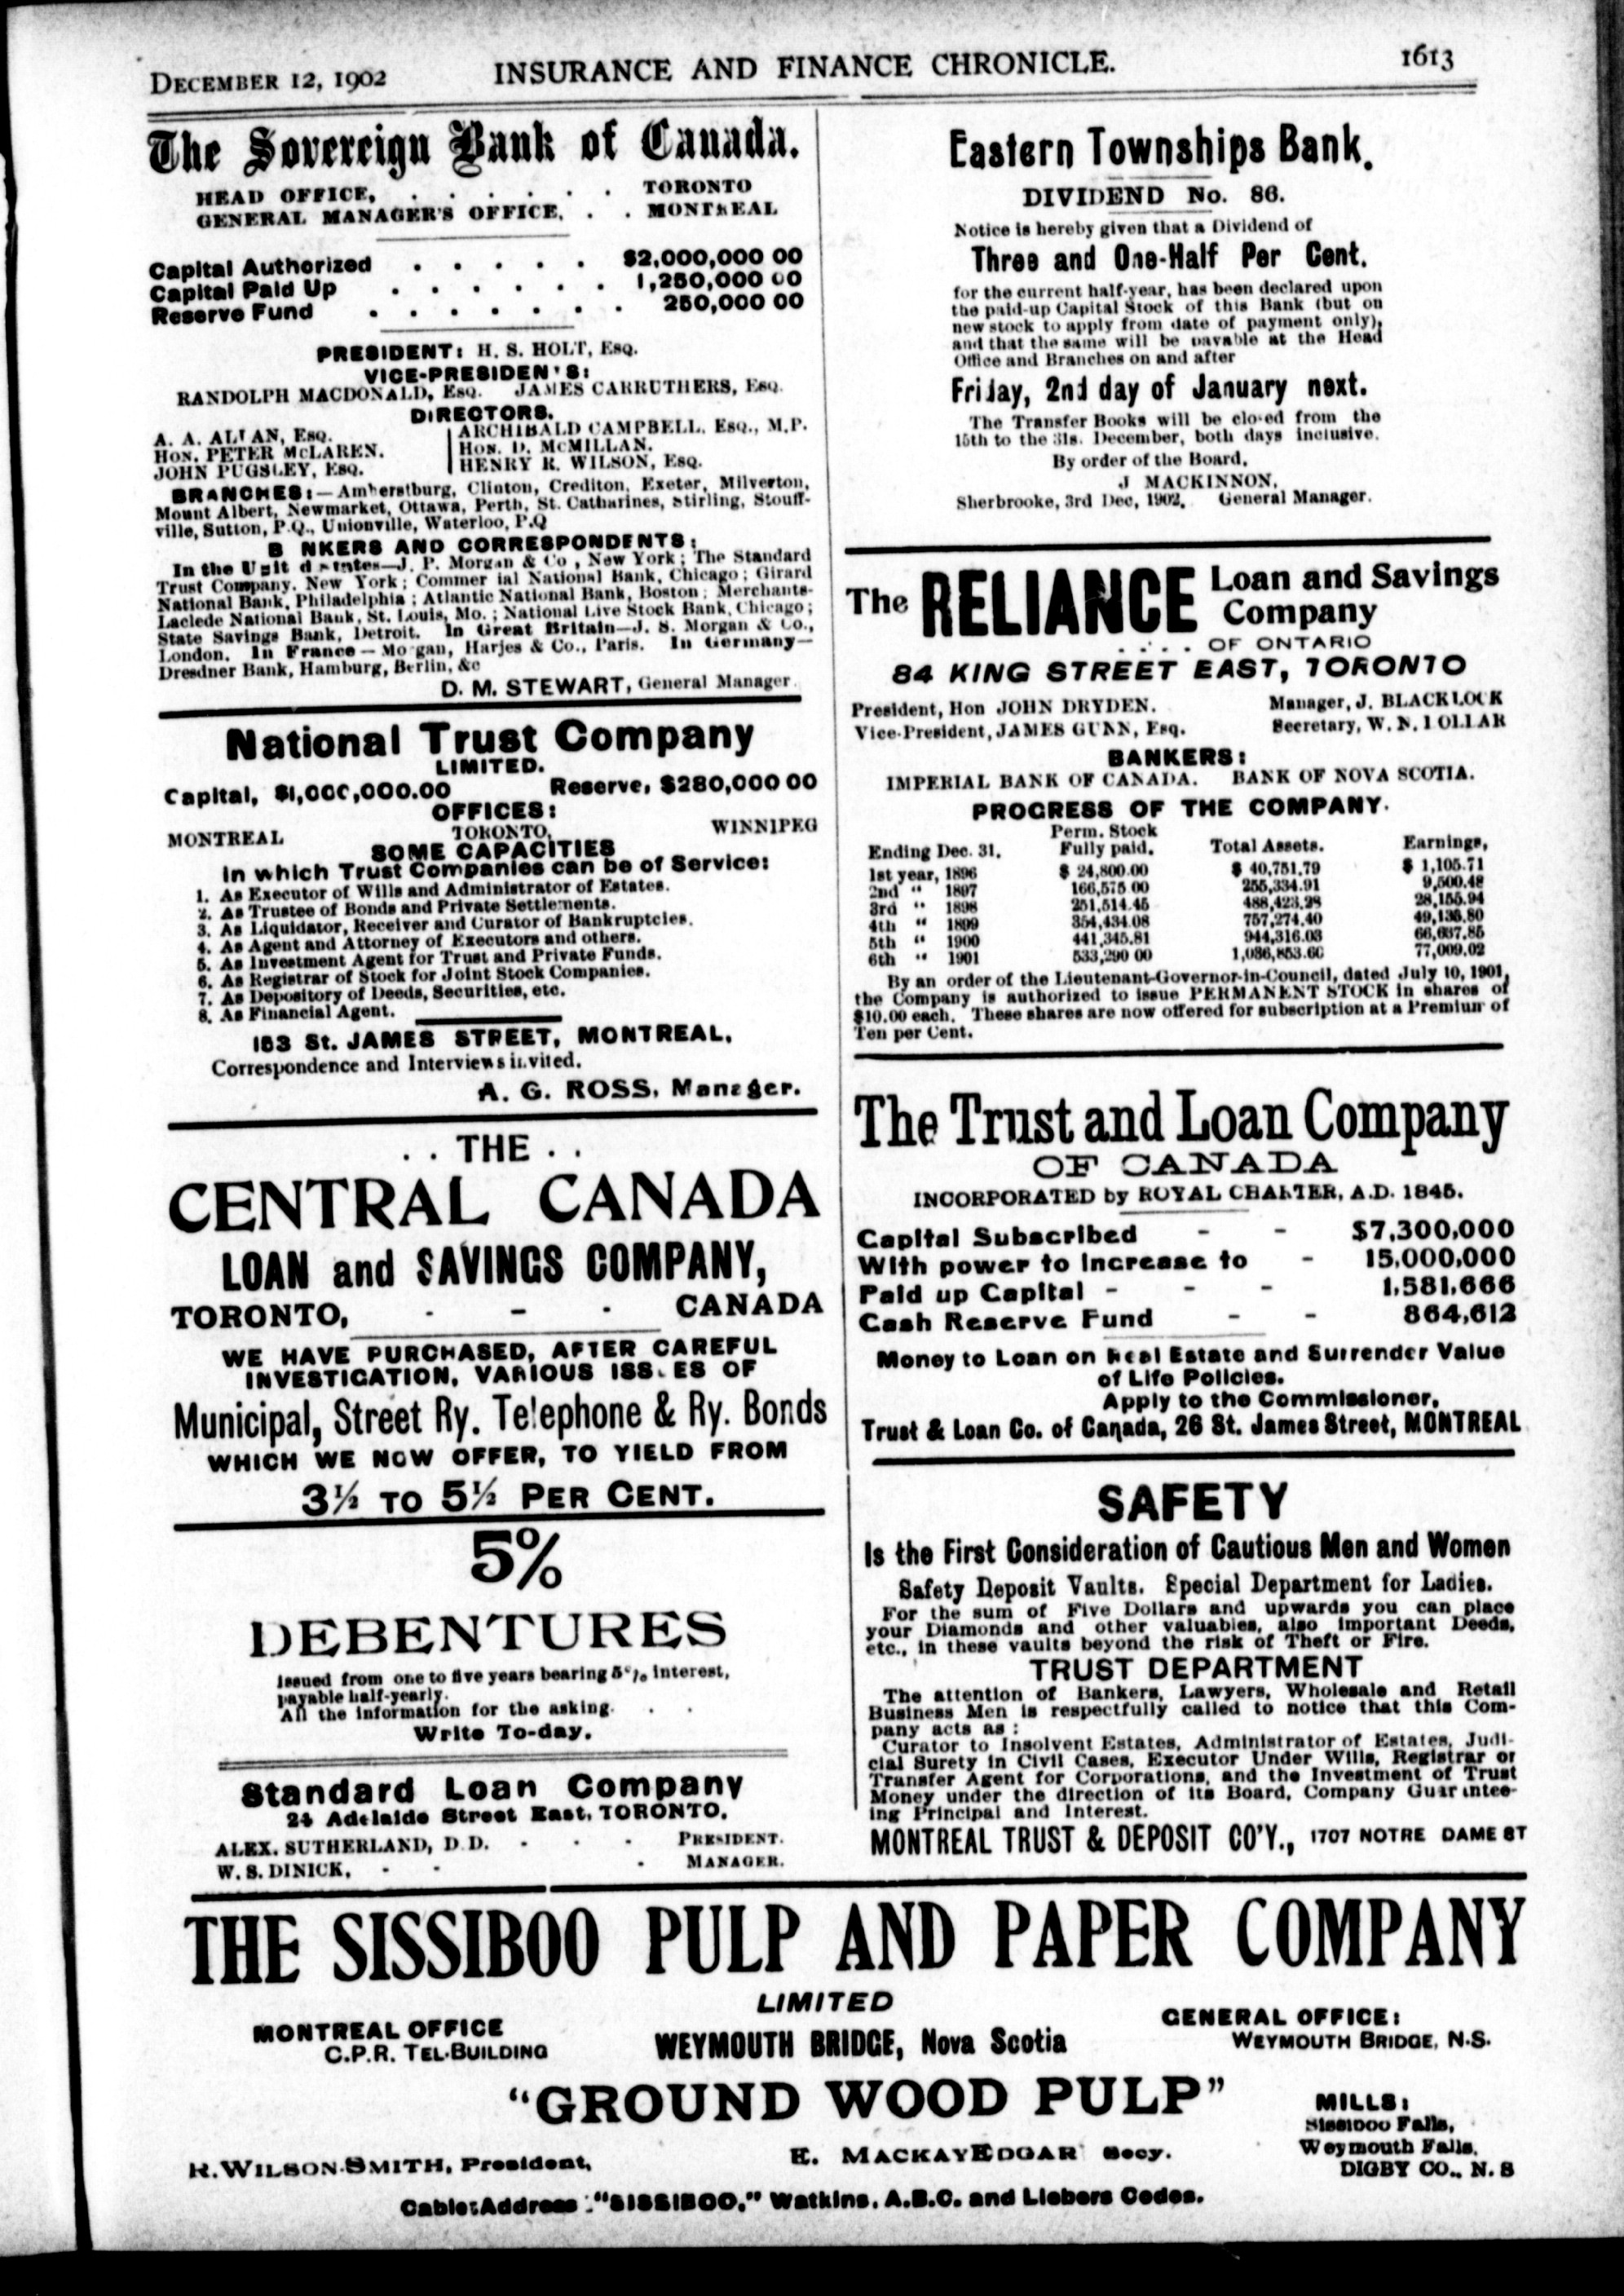 DECEMBER 12, 1902 INSURANCE AND FINANCE CHRONICLE. 1613
The Sovereign Bank of Canada.
HEAD OFFICE, . . . . . . TORONTO
GENERAL MANAGER'S OFFICE, . . MONTREAL
Capital Authorized . . . . . $2,000,000 00
Capital Paid Up . . . . . . 1,250,000 00
Reserve Fund . . . . . . . 250,000 00
PRESIDENT: H. S. HOLT, ESQ.
VICE-PRESIDEN'S:
RANDOLPH MACDONALD, ESQ. JAMES CARRUTHERS, ESQ.
DIRECTORS.
A. A. ALLAN, ESQ. ARCHIBALD CAMPBELL, ESQ., M.P.
HON. PETER McLAREN. HON. D. McMILLAN.
JOHN PUGSLEY, ESQ. HENRY R. WILSON, ESQ.
BRANCHES:—Amherstburg, Clinton, Crediton, Exeter, Milverton,
Mount Albert, Newmarket, Ottawa, Perth, St. Catharines, Stirling, Stouff-
ville, Sutton, P.Q., Unionville, Waterloo, P.Q
B NKERS AND CORRESPONDENTS:
In the Unit d States—J. P. Morgan & Co , New York; The Standard
Trust Company, New York; Commer ial National Bank, Chicago; Girard
National Bank, Philadelphia; Atlantic National Bank, Boston; Merchants-
Laclede National Bank, St. Louis, Mo.; National Live Stock Bank, Chicago;
State Savings Bank, Detroit. In Great Britain—J. S. Morgan & Co.,
London. In France—Morgan, Harjes & Co., Paris. In Germany—
Dresdner Bank, Hamburg, Berlin, &c
D. M. STEWART, General Manager.
National Trust Company
LIMITED.
Capital, $1,000,000.00 Reserve, $280,000 00
OFFICES:
MONTREAL TORONTO, WINNIPEG
SOME CAPACITIES
in which Trust Companies can be of Service:
1. As Executor of Wills and Administrator of Estates.
2. As Trustee of Bonds and Private Settlements.
3. As Liquidator, Receiver and Curator of Bankruptcies.
4. As Agent and Attorney of Executors and others.
5. As Investment Agent for Trust and Private Funds.
6. As Registrar of Stock for Joint Stock Companies.
7. As Depository of Deeds, Securities, etc.
8. As Financial Agent.
153 St. JAMES STREET, MONTREAL,
Correspondence and Interviews invited.
A. G. ROSS, Manager.
. . THE . .
CENTRAL CANADA
LOAN and SAVINGS COMPANY,
TORONTO, - - - CANADA
WE HAVE PURCHASED, AFTER CAREFUL
INVESTIGATION, VARIOUS ISS ES OF
Municipal, Street Ry. Telephone & Ry. Bonds
WHICH WE NOW OFFER, TO YIELD FROM
3½ TO 5½ PER CENT.
5%
DEBENTURES
Issued from one to five years bearing 5% interest,
payable half-yearly.
All the information for the asking. . .
Write To-day.
Standard Loan Company
24 Adelaide Street East, TORONTO.
ALEX. SUTHERLAND, D.D. - - - PRESIDENT.
W. S. DINICK, - - - MANAGER.
Eastern Townships Bank.
DIVIDEND No. 86.
Notice is hereby given that a Dividend of
Three and One-Half Per Cent.
for the current half-year, has been declared upon
the paid-up Capital Stock of this Bank (but on
new stock to apply from date of payment only),
and that the same will be payable at the Head
Office and Branches on and after
Friday, 2nd day of January next.
The Transfer Books will be closed from the
15th to the 31s. December, both days inclusive.
By order of the Board,
J MACKINNON,
Sherbrooke, 3rd Dec, 1902. General Manager.
The RELIANCE Loan and Savings
Company
. . . . OF ONTARIO
84 KING STREET EAST, TORONTO
President, Hon JOHN DRYDEN. Manager, J. BLACKLOCK
Vice-President, JAMES GUNN, Esq. Secretary, W. N. DOLLAR
BANKERS:
IMPERIAL BANK OF CANADA. BANK OF NOVA SCOTIA.
PROGRESS OF THE COMPANY.
Perm. Stock
Ending Dec. 31. Fully paid. Total Assets. Earnings,
1st year, 1896 $ 24,800.00 $ 40,751.79 $ 1,105.71
2nd " 1897 166,575 00 255,334.91 9,500.48
3rd " 1898 251,514.45 488,423.28 28,155.94
4th " 1899 354,434.08 757,274.40 49,136.80
5th " 1900 441,345.81 944,316.03 66,637.85
6th " 1901 533,290 00 1,086,853.60 77,009.02
By an order of the Lieutenant-Governor-in-Council, dated July 10, 1901,
the Company is authorized to issue PERMANENT STOCK in shares of
$10.00 each. These shares are now offered for subscription at a Premium of
Ten per Cent.
The Trust and Loan Company
OF CANADA
INCORPORATED by ROYAL CHARTER, A.D. 1845.
Capital Subscribed - - $7,300,000
With power to increase to - 15,000,000
Paid up Capital - - - 1,581,666
Cash Reserve Fund - - 864,612
Money to Loan on Real Estate and Surrender Value
of Life Policies.
Apply to the Commissioner,
Trust & Loan Co. of Canada, 26 St. James Street, MONTREAL
SAFETY
Is the First Consideration of Cautious Men and Women
Safety Deposit Vaults. Special Department for Ladies.
For the sum of Five Dollars and upwards you can place
your Diamonds and other valuables, also important Deeds,
etc., in these vaults beyond the risk of Theft or Fire.
TRUST DEPARTMENT
The attention of Bankers, Lawyers, Wholesale and Retail
Business Men is respectfully called to notice that this Com-
pany acts as:
Curator to Insolvent Estates, Administrator of Estates, Judi-
cial Surety in Civil Cases, Executor Under Wills, Registrar or
Transfer Agent for Corporations, and the Investment of Trust
Money under the direction of its Board, Company Guarantee-
ing Principal and Interest.
MONTREAL TRUST & DEPOSIT CO'Y., 1707 NOTRE DAME ST
THE SISSIBOO PULP AND PAPER COMPANY
LIMITED
MONTREAL OFFICE
C.P.R. TEL-BUILDING
WEYMOUTH BRIDGE, Nova Scotia
GENERAL OFFICE:
WEYMOUTH BRIDGE, N.S.
"GROUND WOOD PULP"
MILLS:
Sissiboo Falls,
Weymouth Falls,
DIGBY CO., N. S
R. WILSON-SMITH, President, E. MACKAY EDGAR Secy.
Cable Address: "SISSIBOO," Watkins, A.B.C. and Liebers Codes.